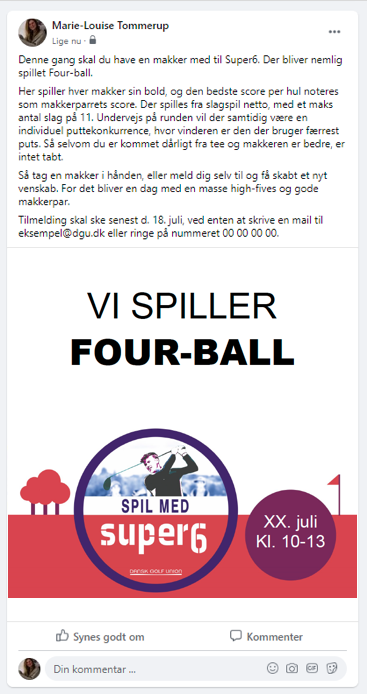 Marie-Louise Tommerup
Lige nu ·
Denne gang skal du have en makker med til Super6. Der bliver nemlig
spillet Four-ball.
Her spiller hver makker sin bold, og den bedste score per hul noteres
som makkerparrets score. Der spilles fra slagspil netto, med et maks
antal slag på 11. Undervejs på runden vil der samtidig være en
individuel puttekonkurrence, hvor vinderen er den der bruger færrest
puts. Så selvom du er kommet dårligt fra tee og makkeren er bedre, er
intet tabt.
Så tag en makker i hånden, eller meld dig selv til og få skabt et nyt
venskab. For det bliver en dag med en masse high-fives og gode
makkerpar.
Tilmelding skal ske senest d. 18. juli, ved enten at skrive en mail til
eksempel@dgu.dk eller ringe på nummeret 00 00 00 00.
VI SPILLER
FOUR-BALL
SPIL MED
super6
DANSK GOLF UNION
XX. juli
Kl. 10-13
Synes godt om
Kommenter
Din kommentar ...
GIF